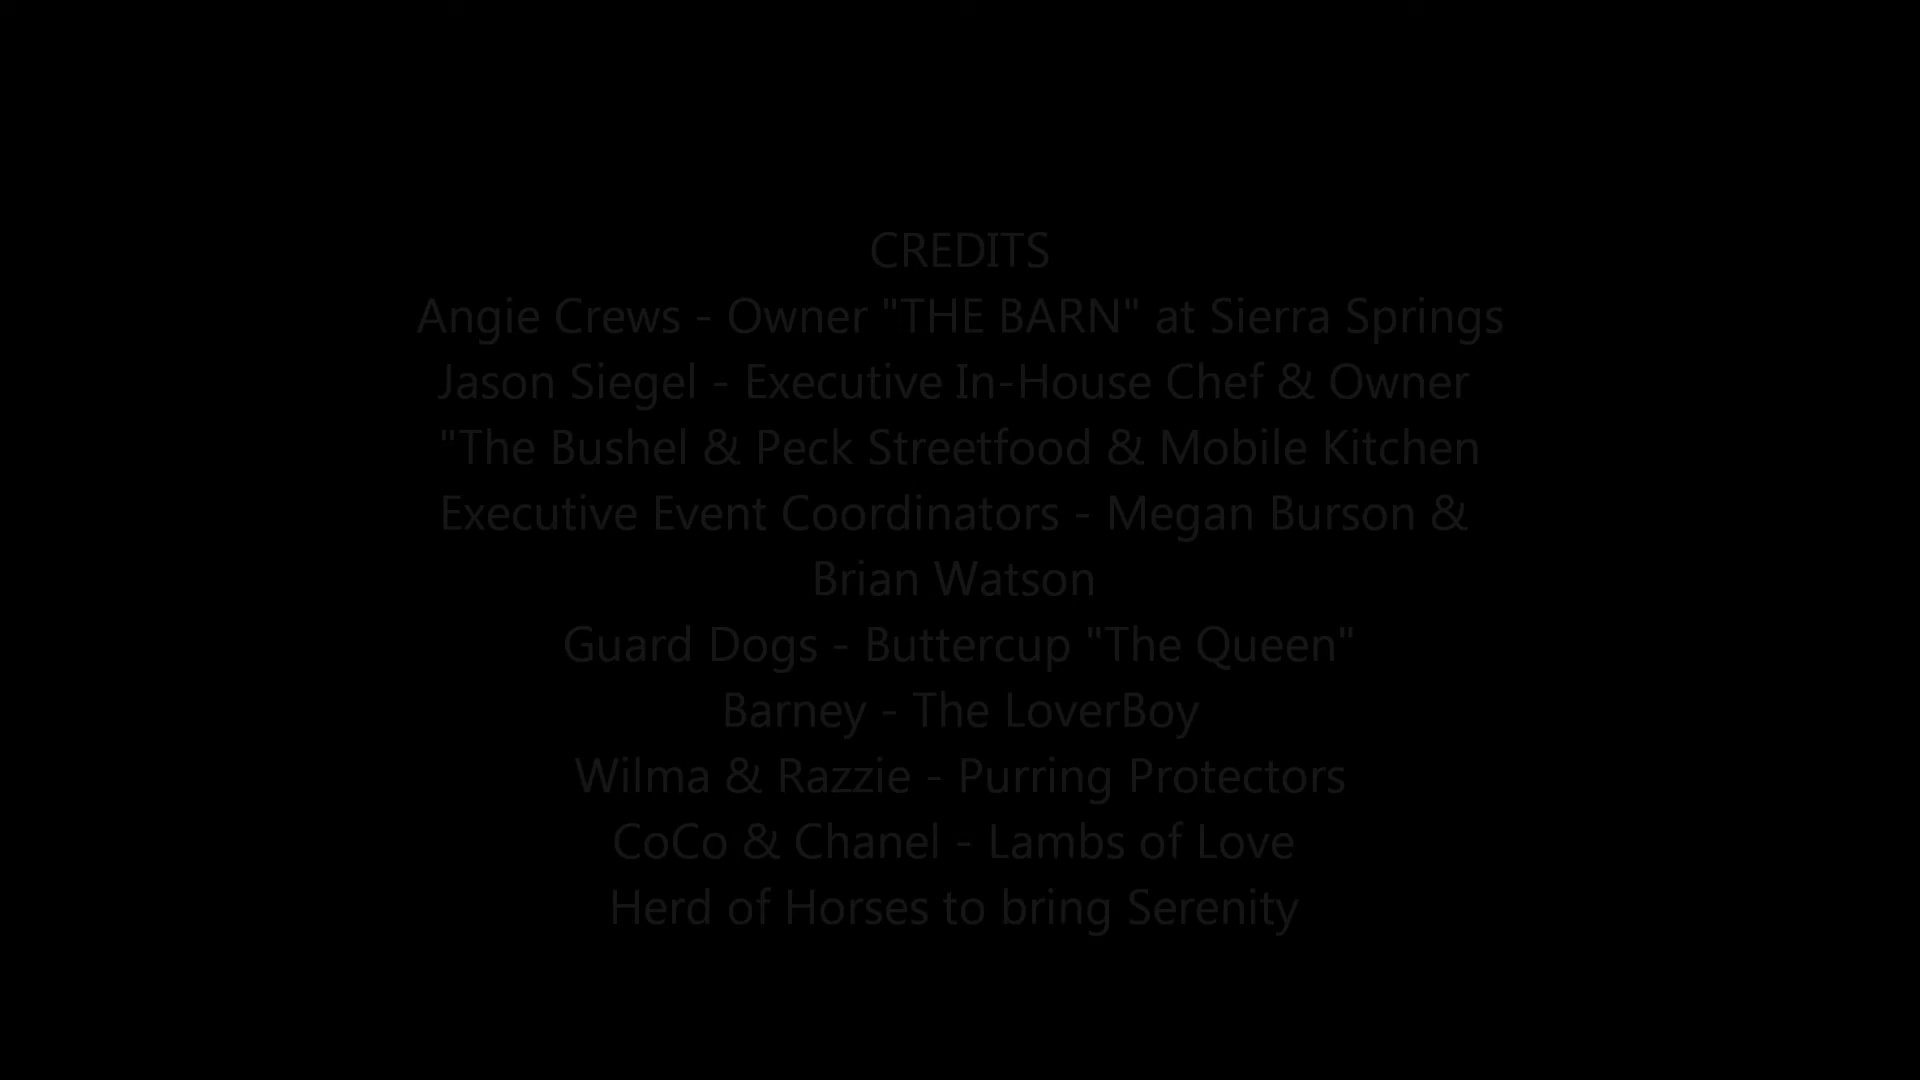 CREDITS
Angie Crews - Owner "THE BARN" at Sierra Springs
Jason Siegel - Executive In-House Chef & Owner
"The Bushel & Peck Streetfood & Mobile Kitchen
Executive Event Coordinators - Megan Burson &
Brian Watson
Guard Dogs - Buttercup "The Queen"
Barney - The LoverBoy
Wilma & Razzie - Purring Protectors
CoCo & Chanel - Lambs of Love
Herd of Horses to bring Serenity